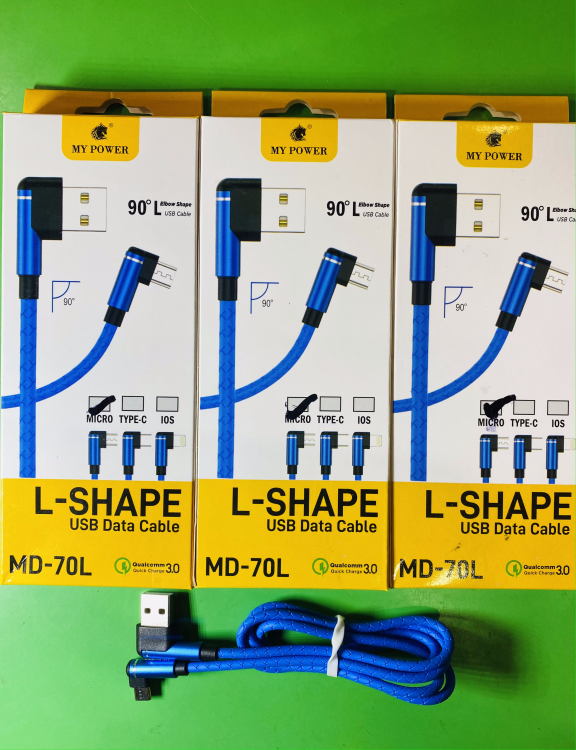 ®
MY POWER
90° L Elbow Shape
USB Cable
90°
MICRO TYPE-C IOS
L-SHAPE
USB Data Cable
MD-70L
Qualcomm
Quick Charge 3.0
®
MY POWER
90° L Elbow Shape
USB Cable
90°
MICRO TYPE-C IOS
L-SHAPE
USB Data Cable
MD-70L
Qualcomm
Quick Charge 3.0
®
MY POWER
90° L Elbow Sha
USB Ca
90°
MICRO TYPE-C IOS
L-SHAPE
USB Data Cable
MD-70L
Qualcomm
Quick Charge 3.0